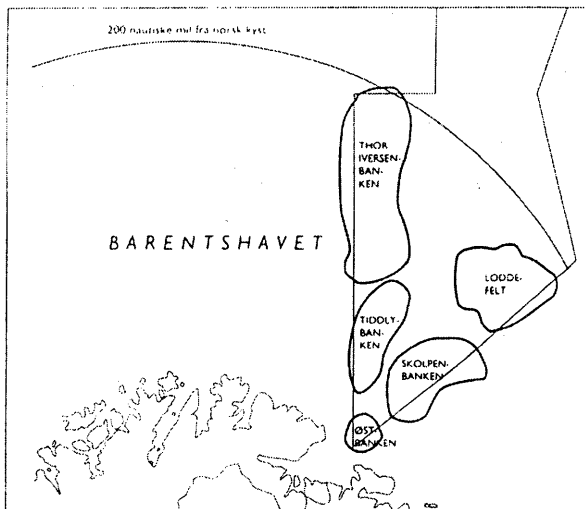 200 nautiske mil fra norsk kyst
THOR
IVERSEN-
BAN-
KEN
BARENTSHAVET
LODDE-
FELT
TIDDLY-
BAN-
KEN
SKOLPEN-
BANKEN
ØST-
BANKEN